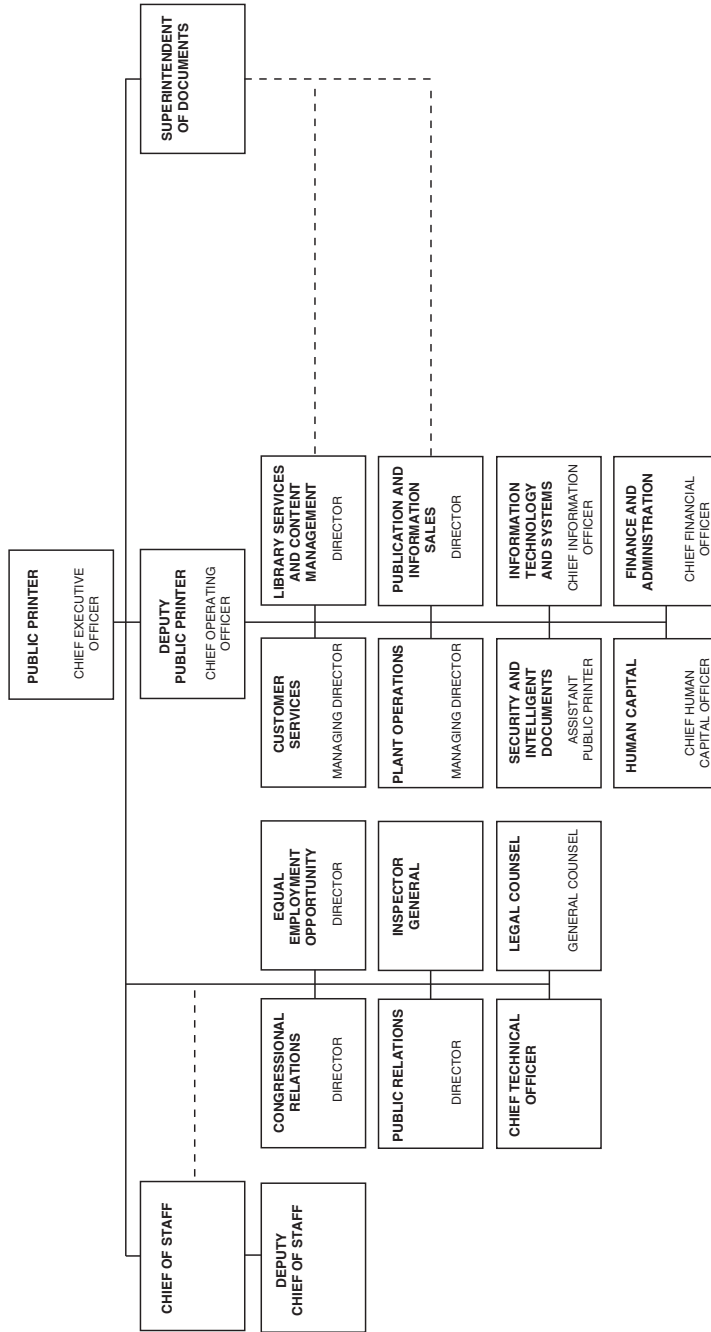 PUBLIC PRINTER
CHIEF EXECUTIVE
OFFICER
CHIEF OF STAFF
DEPUTY
PUBLIC PRINTER
CHIEF OPERATING
OFFICER
SUPERINTENDENT
OF DOCUMENTS
DEPUTY
CHIEF OF STAFF
CONGRESSIONAL
RELATIONS
DIRECTOR
EQUAL
EMPLOYMENT
OPPORTUNITY
DIRECTOR
CUSTOMER
SERVICES
MANAGING DIRECTOR
LIBRARY SERVICES
AND CONTENT
MANAGEMENT
DIRECTOR
PUBLIC RELATIONS
DIRECTOR
INSPECTOR
GENERAL
PLANT OPERATIONS
MANAGING DIRECTOR
PUBLICATION AND
INFORMATION
SALES
DIRECTOR
CHIEF TECHNICAL
OFFICER
LEGAL COUNSEL
GENERAL COUNSEL
SECURITY AND
INTELLIGENT
DOCUMENTS
ASSISTANT
PUBLIC PRINTER
INFORMATION
TECHNOLOGY
AND SYSTEMS
CHIEF INFORMATION
OFFICER
HUMAN CAPITAL
CHIEF HUMAN
CAPITAL OFFICER
FINANCE AND
ADMINISTRATION
CHIEF FINANCIAL
OFFICER